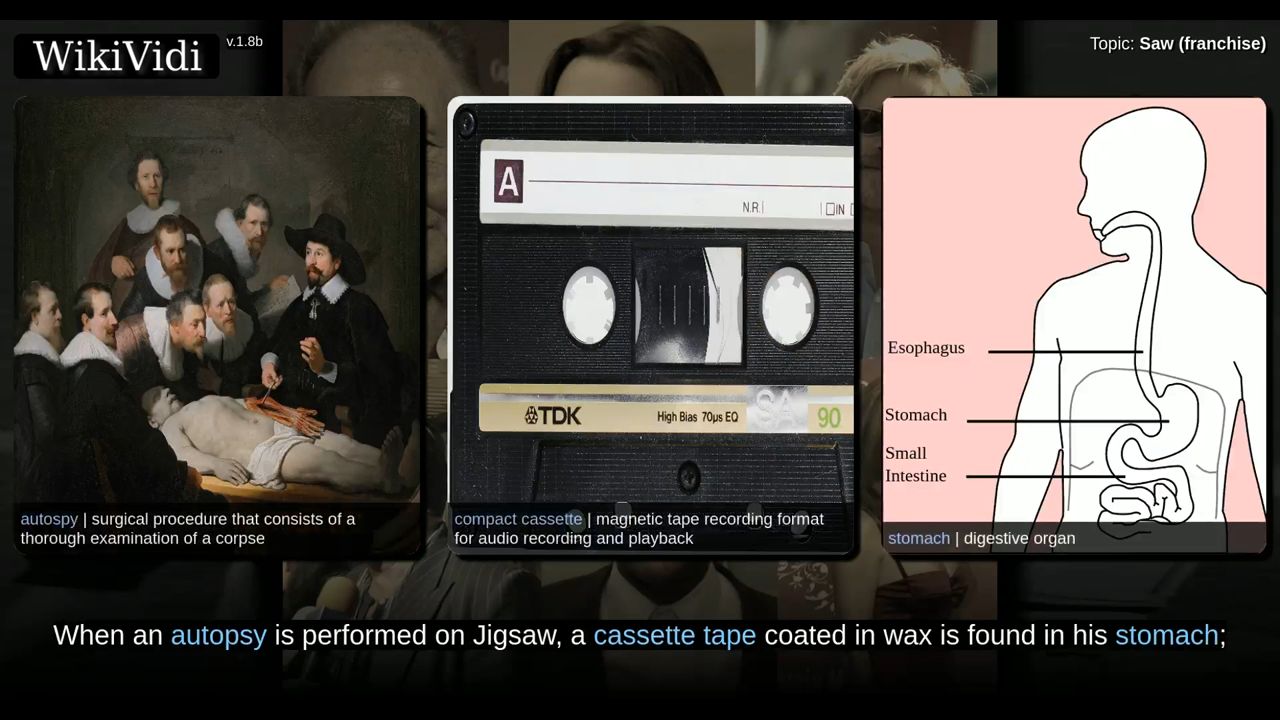 WikiVidi
v.1.8b
Topic: Saw (franchise)
A
N.R.
IN
TDK
High Bias 70µs EQ
SA
90
Esophagus
Stomach
Small
Intestine
autospy | surgical procedure that consists of a
thorough examination of a corpse
compact cassette | magnetic tape recording format
for audio recording and playback
stomach | digestive organ
When an autopsy is performed on Jigsaw, a cassette tape coated in wax is found in his stomach;